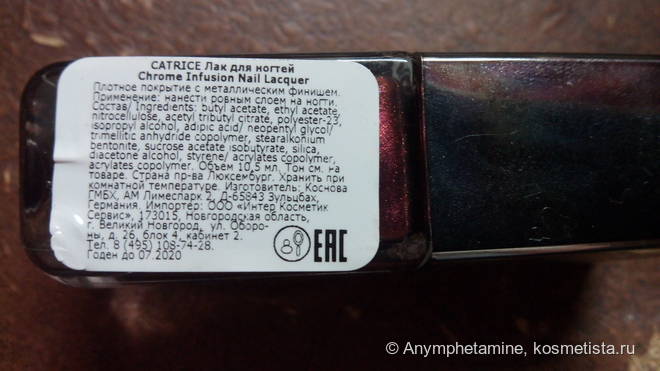 CATRICE Лак для ногтей
Chrome Infusion Nail Lacquer
Плотное покрытие с металлическим финишем.
Применение: нанести ровным слоем на ногти.
Состав/ Ingredients: butyl acetate, ethyl acetate,
nitrocellulose, acetyl tributyl citrate, polyester-23,
isopropyl alcohol, adipic acid/ neopentyl glycol/
trimellitic anhydride copolymer, stearalkonium
bentonite, sucrose acetate isobutyrate, silica,
diacetone alcohol, styrene/ acrylates copolymer,
acrylates copolymer. Объем 10,5 мл. Тон см. на
товаре. Страна пр-ва Люксембург. Хранить при
комнатной температуре. Изготовитель: Коснова
ГМБХ, АМ Лимеспарк 2, Д-65843 Зульцбах,
Германия. Импортер: ООО «Интер Косметик
Сервис», 173015, Новгородская область,
г. Великий Новгород, ул. Оборо-
ны, д. 26, блок 4, кабинет 2.
Тел. 8 (495) 108-74-28.
Годен до 07.2020
EAC
© Anymphetamine, kosmetista.ru